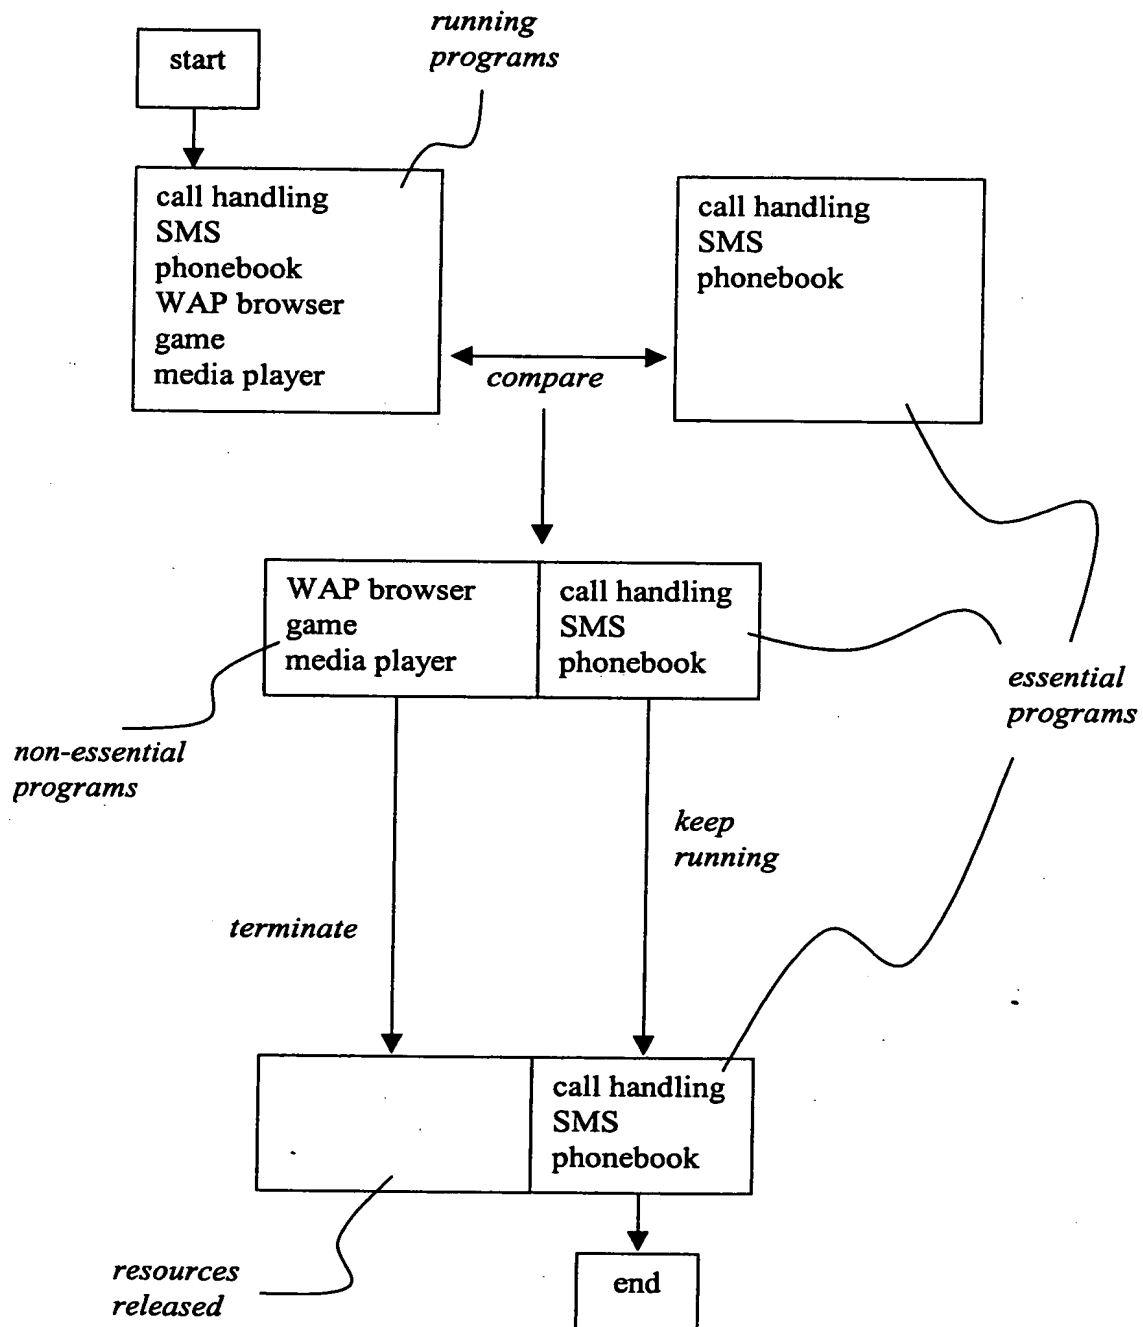 running
programs
start
call handling
SMS
phonebook
WAP browser
game
media player
call handling
SMS
phonebook
compare
WAP browser
game
media player
call handling
SMS
phonebook
essential
programs
non-essential
programs
keep
running
terminate
call handling
SMS
phonebook
resources
released
end